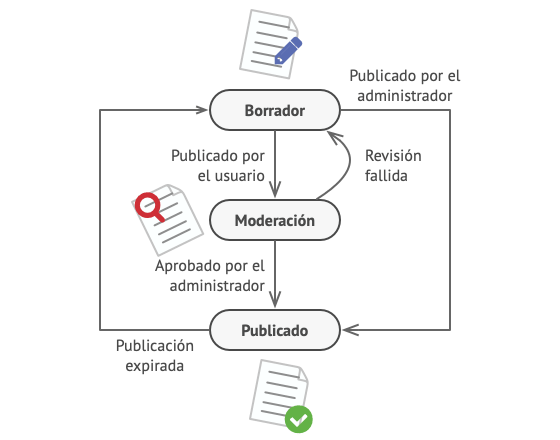 Publicado por el
administrador
Borrador
Publicado por
el usuario
Revisión
fallida
Moderación
Aprobado por el
administrador
Publicado
Publicación
expirada